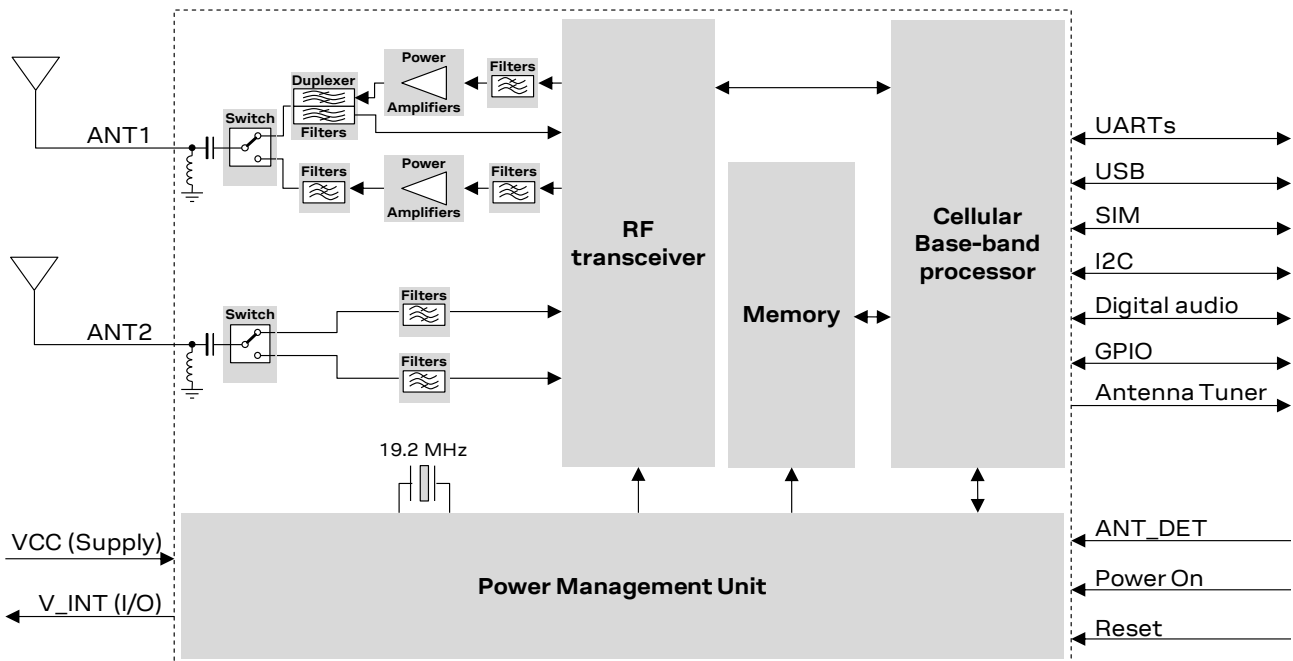 Power
Amplifiers
Filters
Duplexer
Filters
Switch
ANT1
Filters
Power
Amplifiers
Filters
RF
transceiver
Cellular
Base-band
processor
Memory
UARTs
USB
SIM
I2C
Digital audio
GPIO
Antenna Tuner
ANT2
Switch
Filters
Filters
19.2 MHz
VCC (Supply)
V_INT (I/O)
Power Management Unit
ANT_DET
Power On
Reset